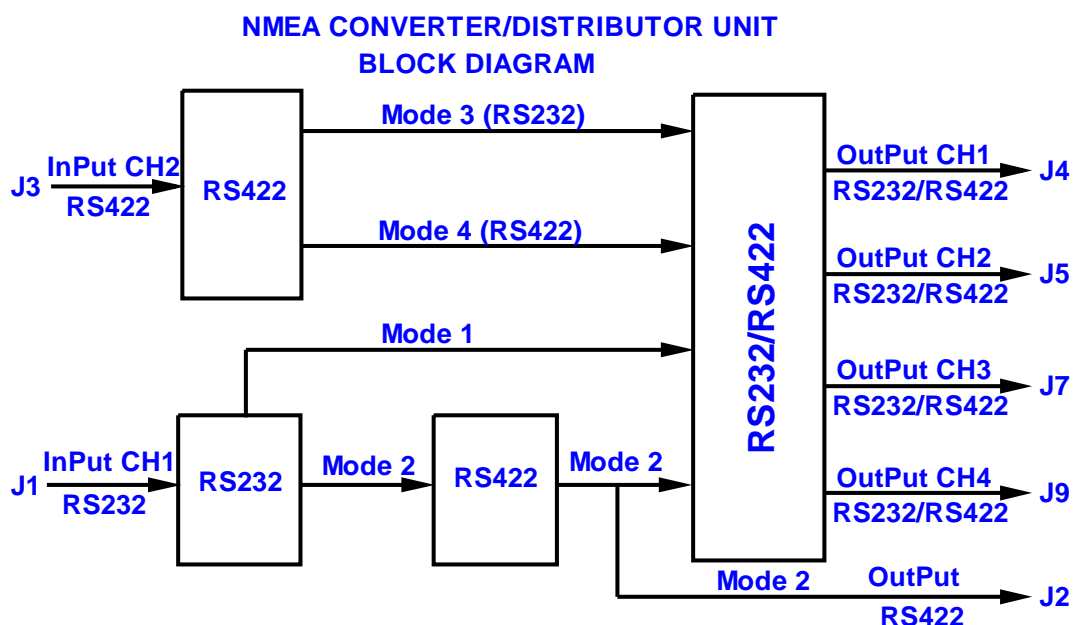 NMEA CONVERTER/DISTRIBUTOR UNIT
BLOCK DIAGRAM
Mode 3 (RS232)
InPut CH2
J3
RS422
RS422
Mode 4 (RS422)
Mode 1
InPut CH1
J1
RS232
RS232
Mode 2
RS422
Mode 2
RS232/RS422
OutPut CH1
J4
RS232/RS422
OutPut CH2
J5
RS232/RS422
OutPut CH3
J7
RS232/RS422
OutPut CH4
J9
RS232/RS422
Mode 2
OutPut
J2
RS422